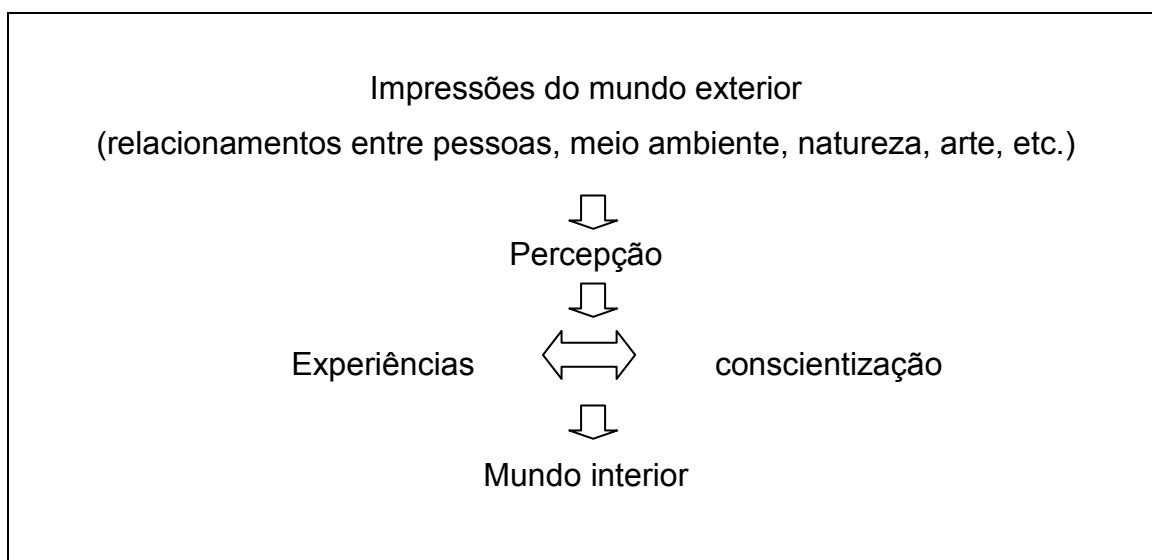 Impressões do mundo exterior
(relacionamentos entre pessoas, meio ambiente, natureza, arte, etc.)
Percepção
Experiências conscientização
Mundo interior